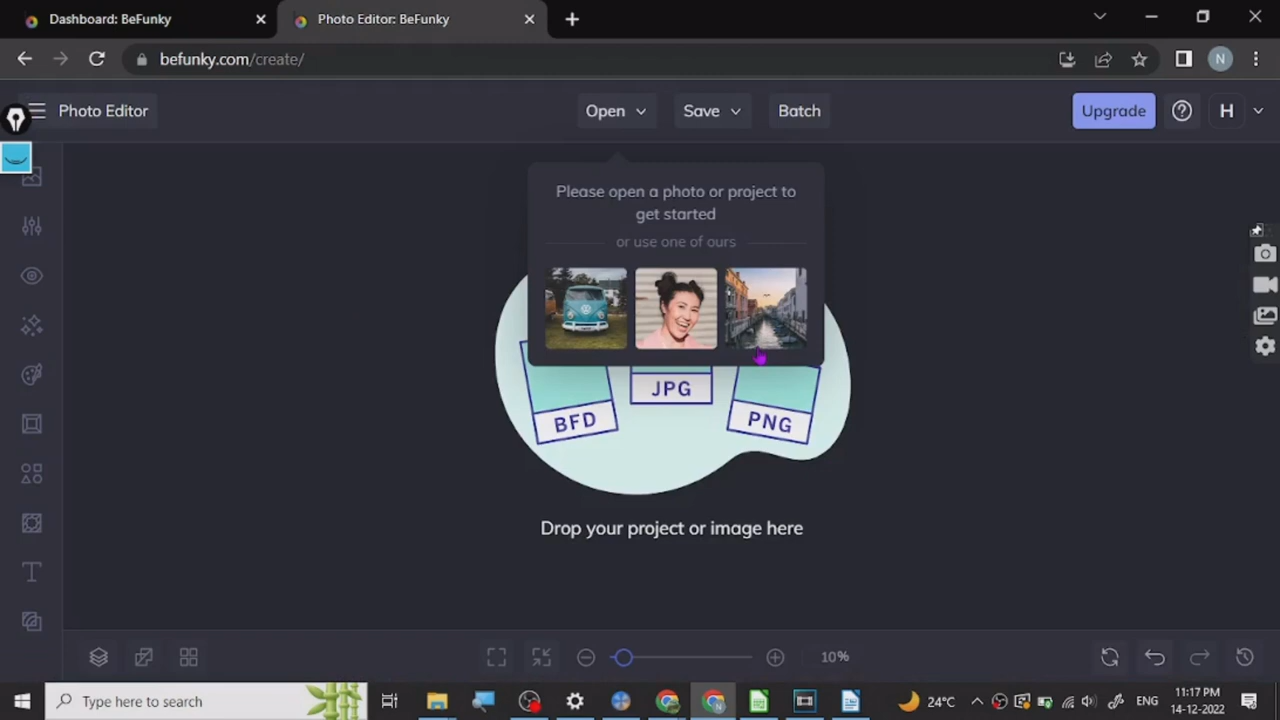 Dashboard: BeFunky
Photo Editor: BeFunky
befunky.com/create/
N
Photo Editor
Open
Save
Batch
Upgrade
H
Please open a photo or project to
get started
or use one of ours
BFD
JPG
PNG
Drop your project or image here
10%
Type here to search
24°C
ENG
11:17 PM
14-12-2022